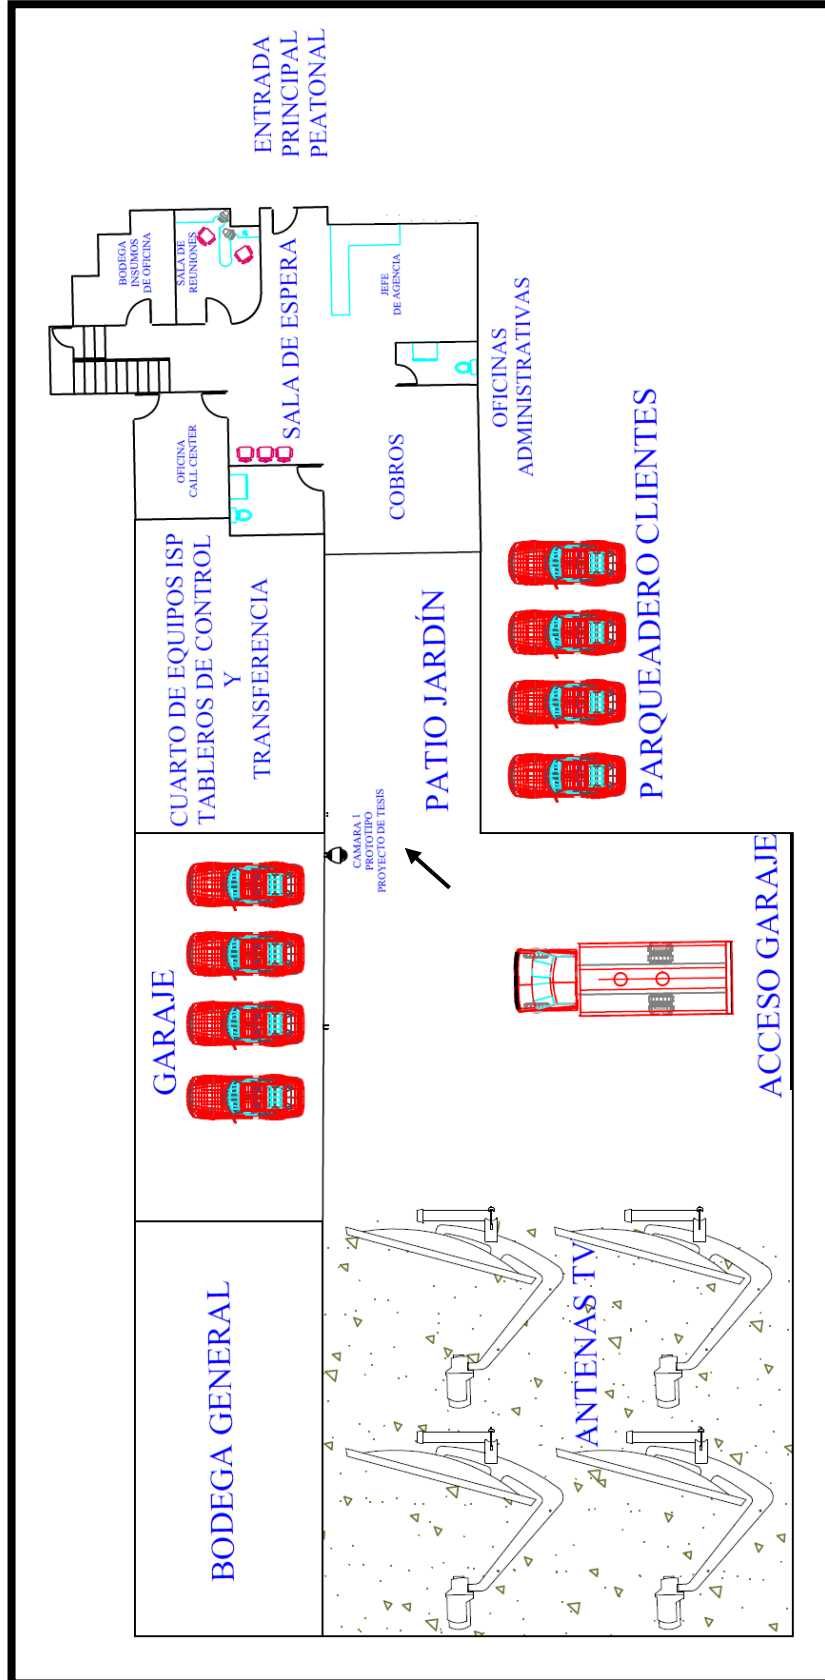 ENTRADA
PRINCIPAL
PEATONAL
BODEGA
INSUMOS
DE OFICINA
SALA DE
REUNIONES
SALA DE ESPERA
JEFE
DE AGENCIA
OFICINAS
ADMINISTRATIVAS
OFICINA
CALL CENTER
COBROS
CUARTO DE EQUIPOS ISP
TABLEROS DE CONTROL
Y
TRANSFERENCIA
PATIO JARDÍN
PARQUEADERO CLIENTES
CAMARA 1
PROTOTIPO
PROYECTO DE TESIS
GARAJE
ACCESO GARAJE
BODEGA GENERAL
ANTENAS TV